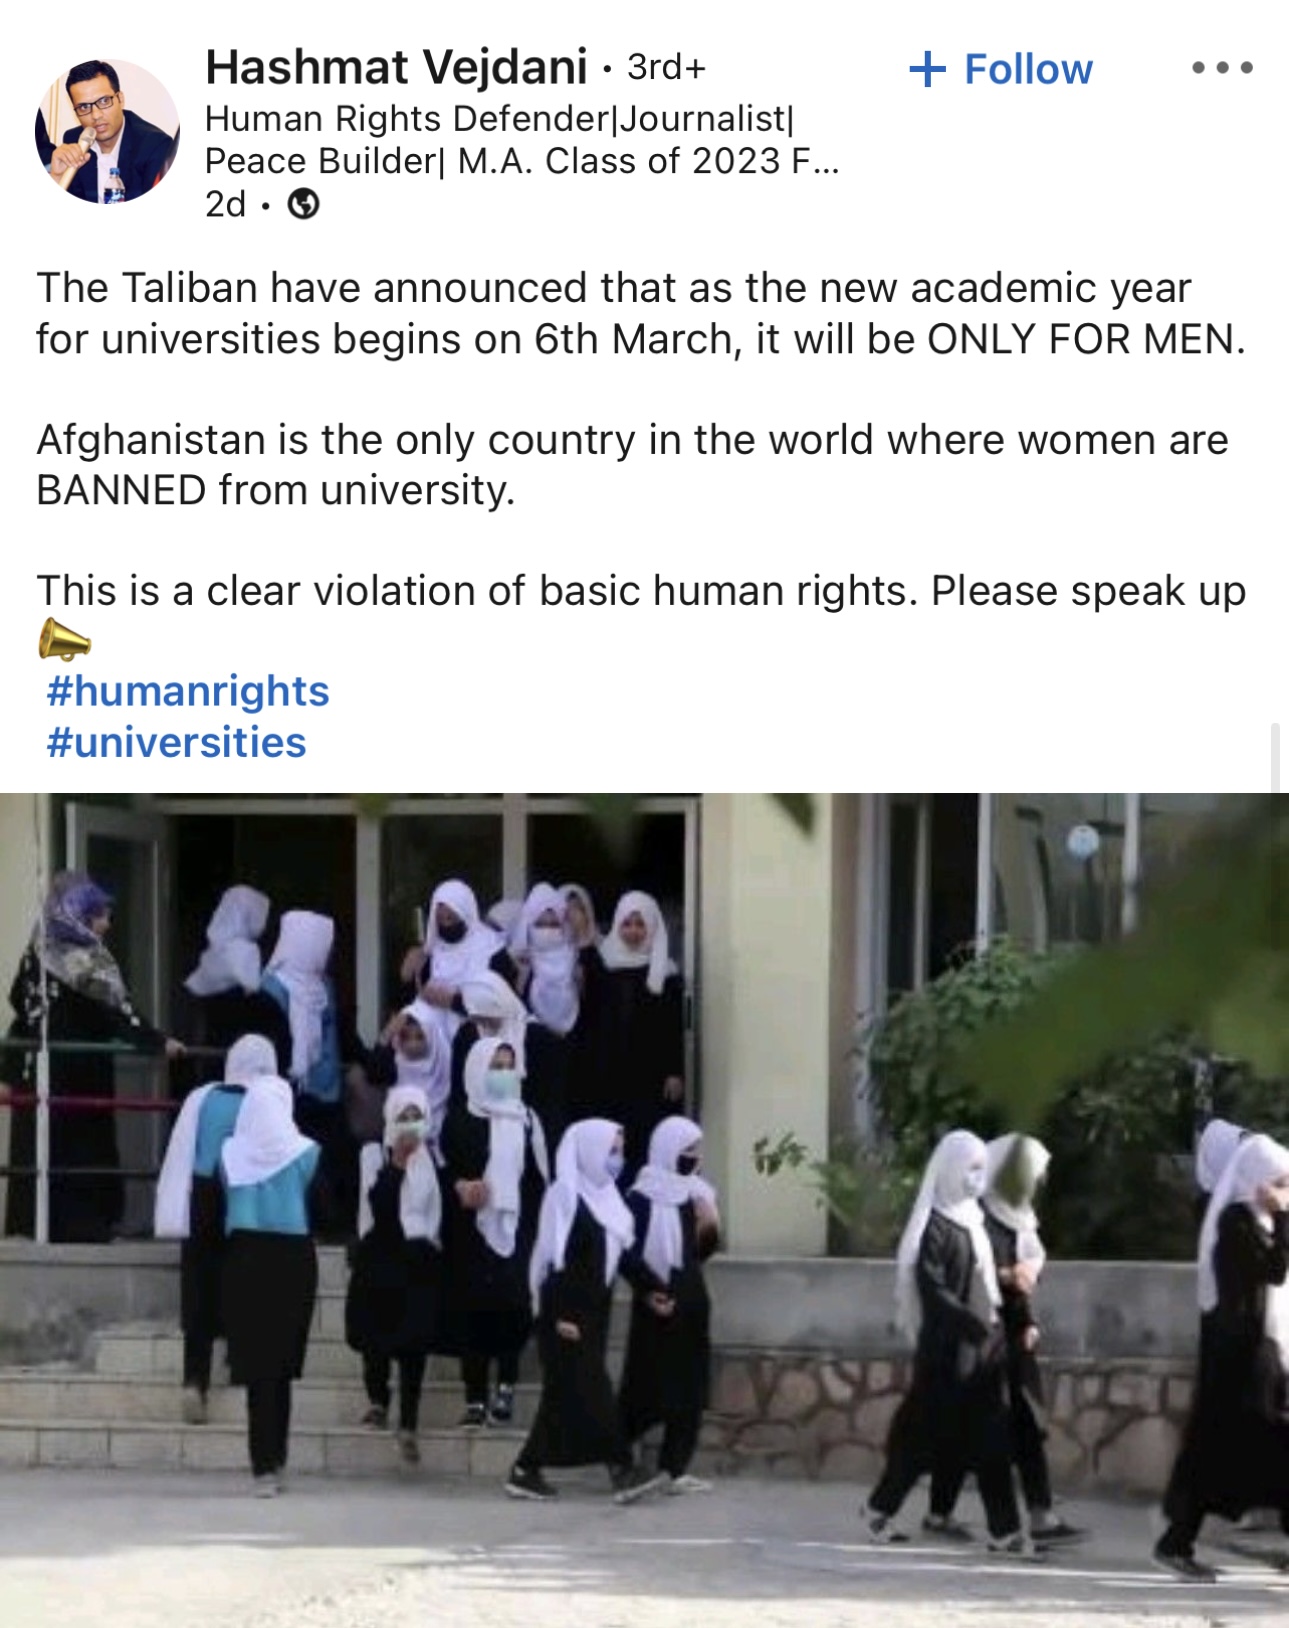 Hashmat Vejdani • 3rd+
+ Follow
Human Rights Defender|Journalist|
Peace Builder| M.A. Class of 2023 F...
2d •
The Taliban have announced that as the new academic year
for universities begins on 6th March, it will be ONLY FOR MEN.
Afghanistan is the only country in the world where women are
BANNED from university.
This is a clear violation of basic human rights. Please speak up
#humanrights
#universities